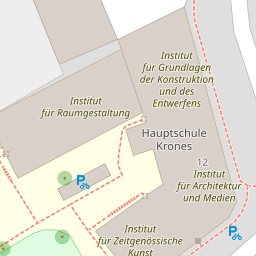 Institut
für Grundlagen
der Konstruktion
und des
Entwerfens
Institut
für Raumgestaltung
Hauptschule
Krones
12
Institut
für Architektur
und Medien
P
P
Institut
für Zeitgenössische
Kunst